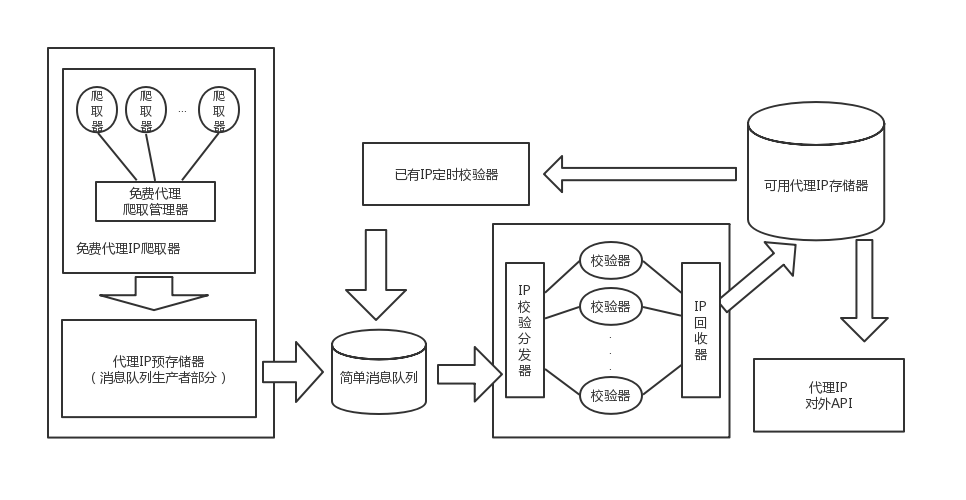 爬
取
器
爬
取
器
...
爬
取
器
免费代理
爬取管理器
免费代理IP爬取器
代理IP预存储器
（消息队列生产者部分）
已有IP定时校验器
简单消息队列
IP
校
验
分
发
器
校验器
校验器
.
.
.
校验器
IP
回
收
器
可用代理IP存储器
代理IP
对外API